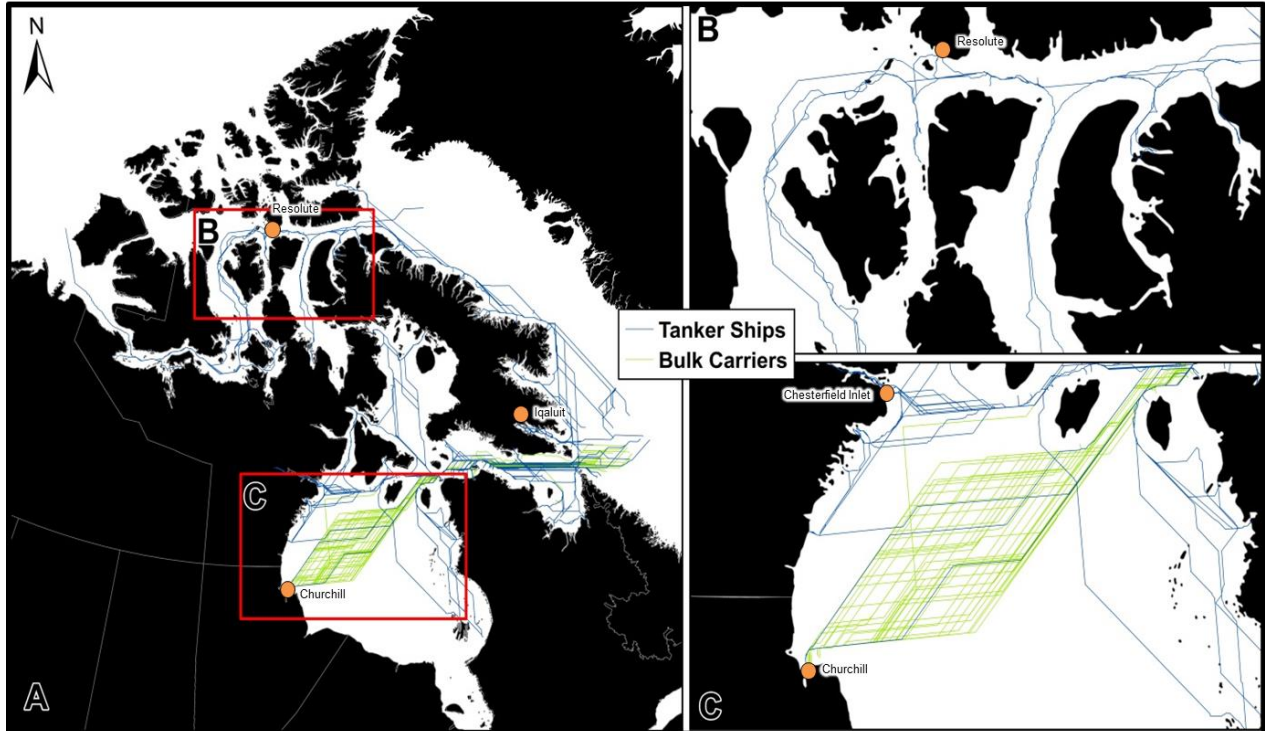 N
Resolute
B
Iqaluit
C
Churchill
A
B
Resolute
Tanker Ships
Bulk Carriers
Chesterfield Inlet
Churchill
C